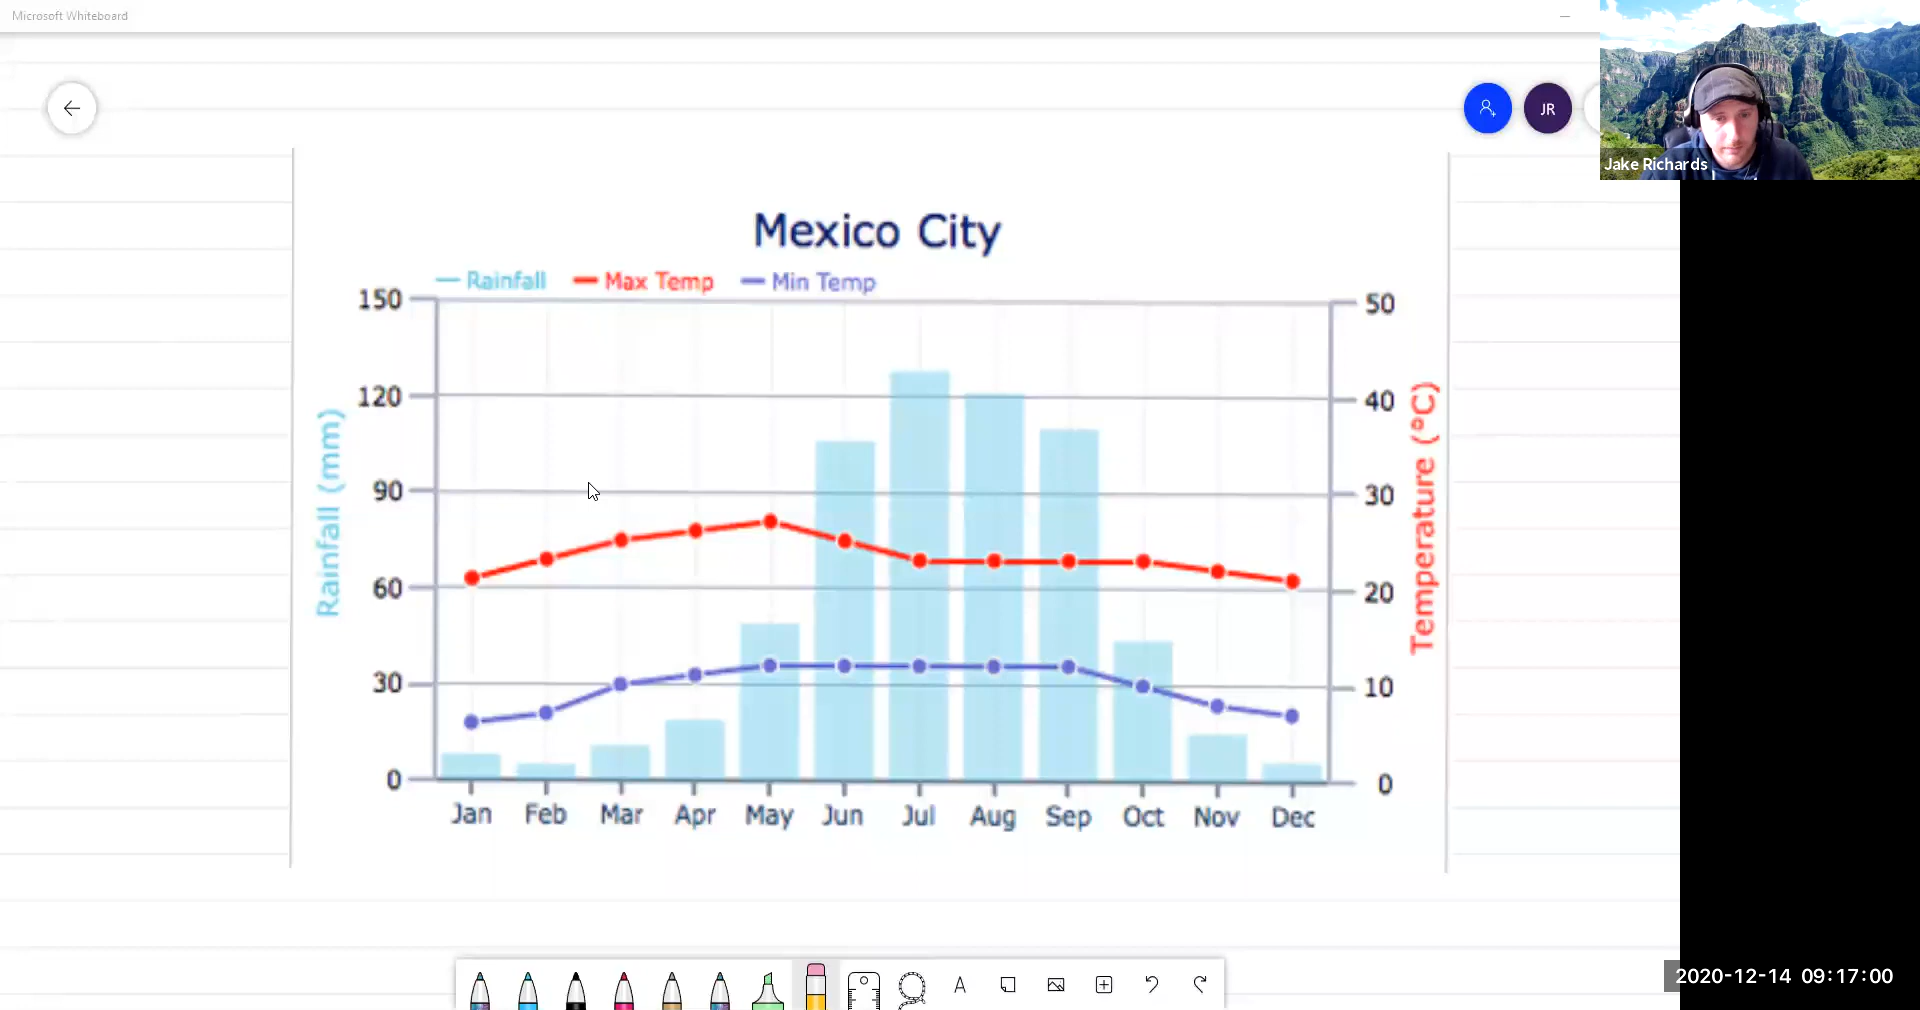 Microsoft Whiteboard
JR
Jake Richards
Mexico City
Rainfall Max Temp Min Temp
150 50
120 40
90 30
60 20
30 10
0 0
Rainfall (mm)
Temperature (°C)
Jan Feb Mar Apr May Jun Jul Aug Sep Oct Nov Dec
A
2020-12-14 09:17:00